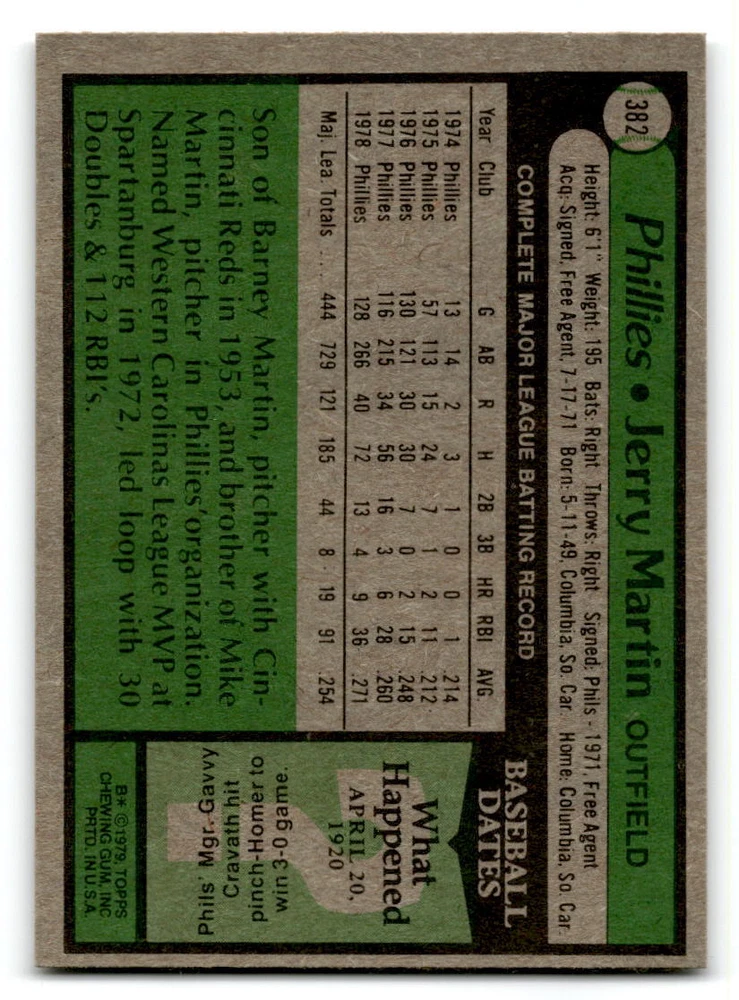 382
Phillies • Jerry Martin OUTFIELD
Height: 6'1" Weight: 195 Bats: Right Throws: Right Signed: Phils - 1971, Free Agent
Acq: Signed, Free Agent, 7-17-71 Born: 5-11-49, Columbia, So. Car. Home: Columbia, So. Car.
COMPLETE MAJOR LEAGUE BATTING RECORD
Year Club G AB R H 2B 3B HR RBI AVG.
1974 Phillies 13 14 2 3 1 0 0 1 .214
1975 Phillies 57 113 15 24 7 1 2 11 .212
1976 Phillies 130 121 30 30 7 0 2 15 .248
1977 Phillies 116 215 34 56 16 3 6 28 .260
1978 Phillies 128 266 40 72 13 4 9 36 .271
Maj. Lea. Totals .... 444 729 121 185 44 8 19 91 .254
Son of Barney Martin, pitcher with Cin-
cinnati Reds in 1953, and brother of Mike
Martin, pitcher in Phillies' organization.
Named Western Carolinas League MVP at
Spartanburg in 1972, led loop with 30
Doubles & 112 RBI's.
BASEBALL
DATES
What
Happened
APRIL 20,
1920
Phils' Mgr. Gavvy
Cravath hit
pinch-Homer to
win 3-0 game.
B* ©1979, TOPPS
CHEWING GUM, INC
PRTD. IN U.S.A.